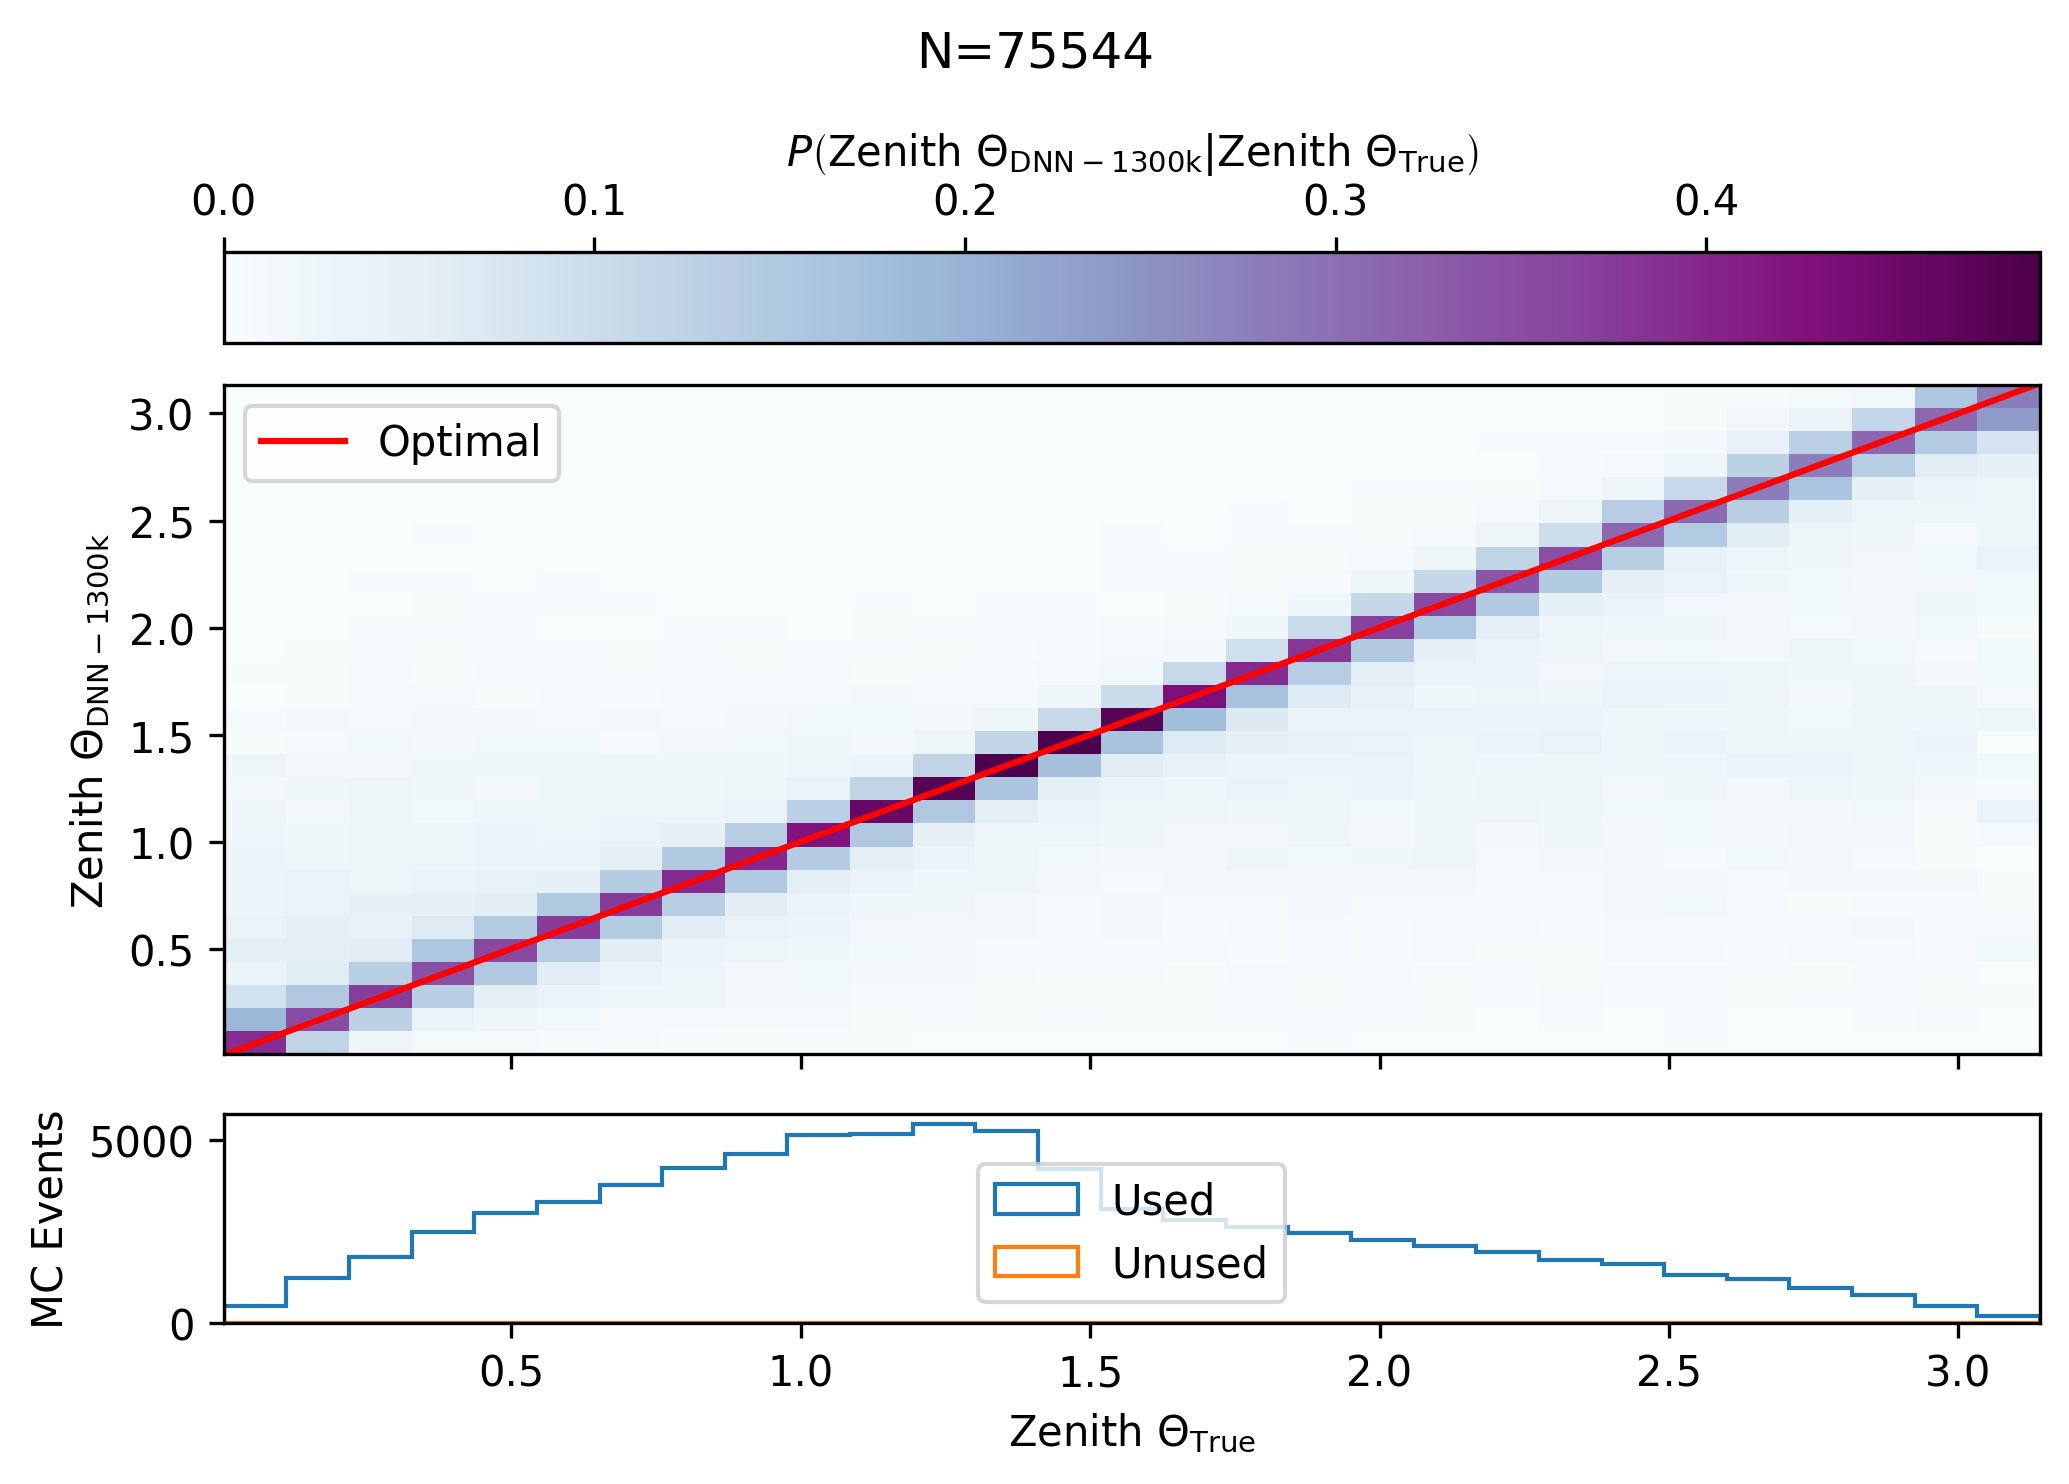 N=75544
P(Zenith Θ_DNN−1300k|Zenith Θ_True)
0.0 0.1 0.2 0.3 0.4
Optimal
3.0
2.5
2.0
1.5
1.0
0.5
Zenith Θ_DNN−1300k
5000
0
MC Events
Used
Unused
0.5 1.0 1.5 2.0 2.5 3.0
Zenith Θ_True